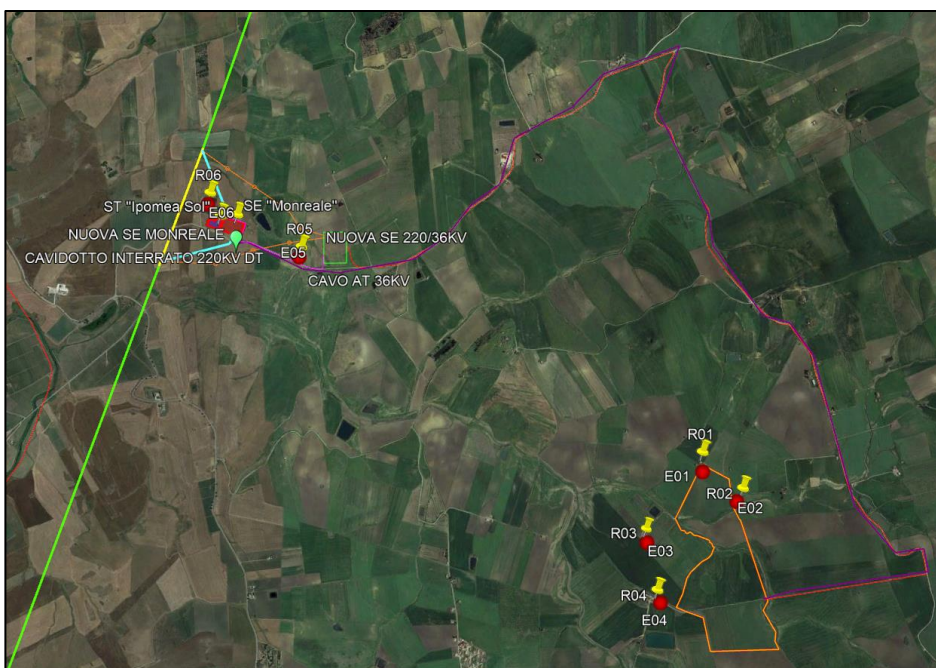 R06
ST "Ipomea Sol"
E06
SE "Monreale"
R05
NUOVA SE MONREALE
NUOVA SE 220/36KV
CAVIDOTTO INTERRATO 220KV DT
E05
CAVO AT 36KV
R01
E01
R02
E02
R03
E03
R04
E04